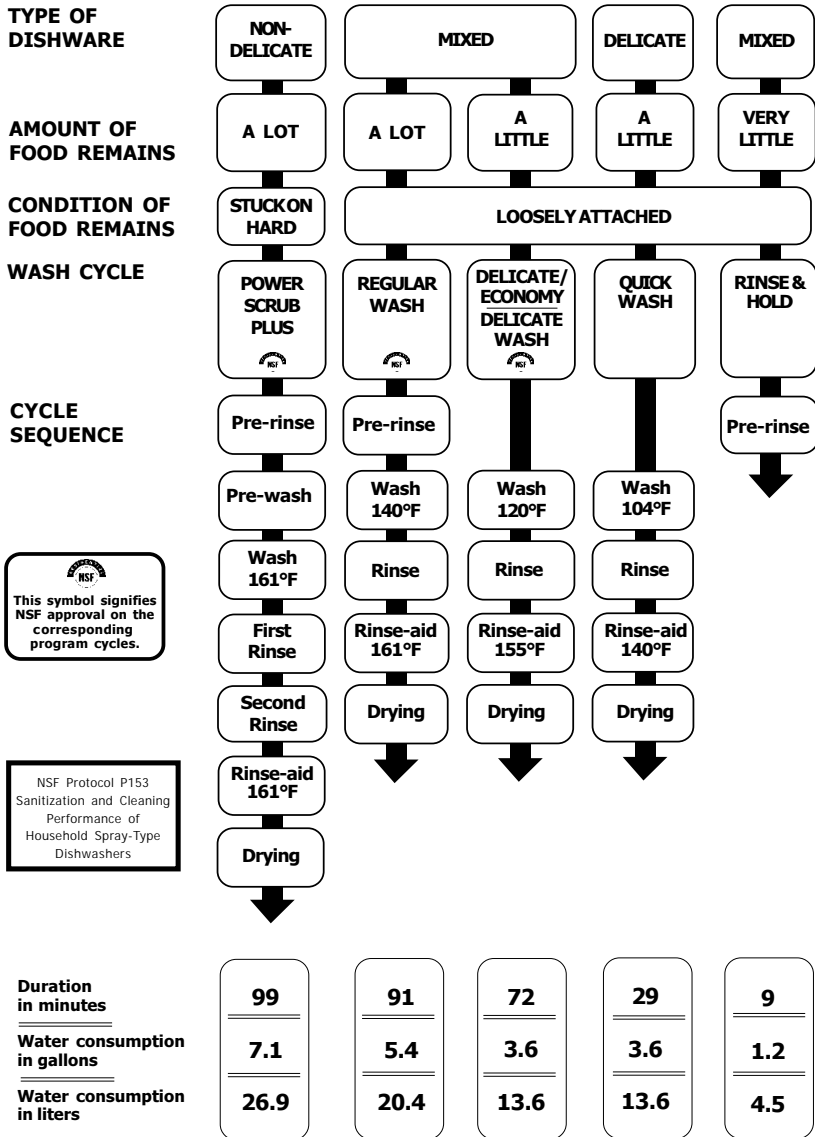 TYPE OF
DISHWARE
NON-
DELICATE
MIXED
DELICATE
MIXED
AMOUNT OF
FOOD REMAINS
A LOT
A LOT
A
LITTLE
A
LITTLE
VERY
LITTLE
CONDITION OF
FOOD REMAINS
STUCK ON
HARD
LOOSELY ATTACHED
WASH CYCLE
POWER
SCRUB
PLUS
NSF
REGULAR
WASH
NSF
DELICATE/
ECONOMY
DELICATE
WASH
NSF
QUICK
WASH
RINSE &
HOLD
CYCLE
SEQUENCE
Pre-rinse
Pre-rinse
Pre-rinse
Pre-wash
Wash
140°F
Wash
120°F
Wash
104°F
Wash
161°F
Rinse
Rinse
Rinse
NSF
This symbol signifies
NSF approval on the
corresponding
program cycles.
First
Rinse
Rinse-aid
161°F
Rinse-aid
155°F
Rinse-aid
140°F
Second
Rinse
Drying
Drying
Drying
NSF Protocol P153
Sanitization and Cleaning
Performance of
Household Spray-Type
Dishwashers
Rinse-aid
161°F
Drying
Duration
in minutes
99
91
72
29
9
Water consumption
in gallons
7.1
5.4
3.6
3.6
1.2
Water consumption
in liters
26.9
20.4
13.6
13.6
4.5